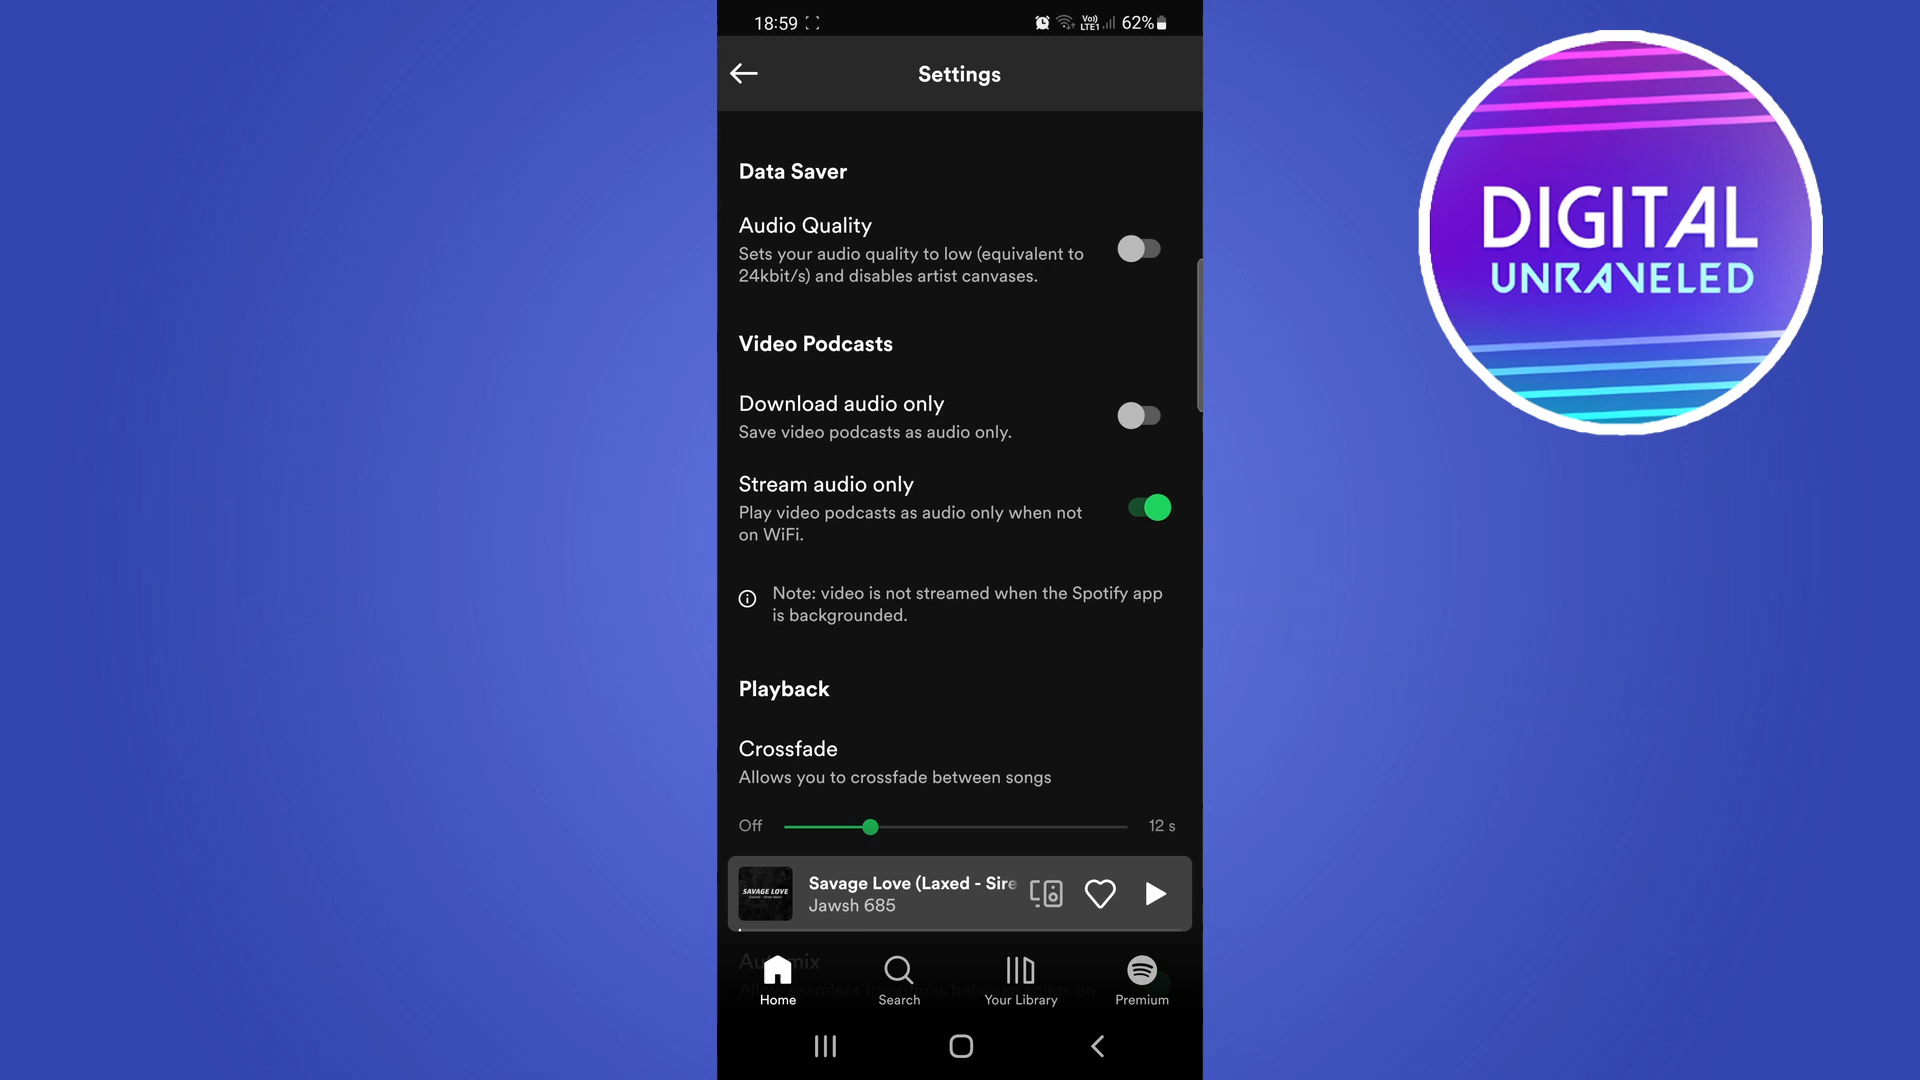 18:59
Vo))
LTE1
62%
Settings
DIGITAL
UNRAVELED
Data Saver
Audio Quality
Sets your audio quality to low (equivalent to
24kbit/s) and disables artist canvases.
Video Podcasts
Download audio only
Save video podcasts as audio only.
Stream audio only
Play video podcasts as audio only when not
on WiFi.
Note: video is not streamed when the Spotify app
is backgrounded.
Playback
Crossfade
Allows you to crossfade between songs
Off 12 s
SAVAGE LOVE
Savage Love (Laxed - Sire
Jawsh 685
Home Search Your Library Premium